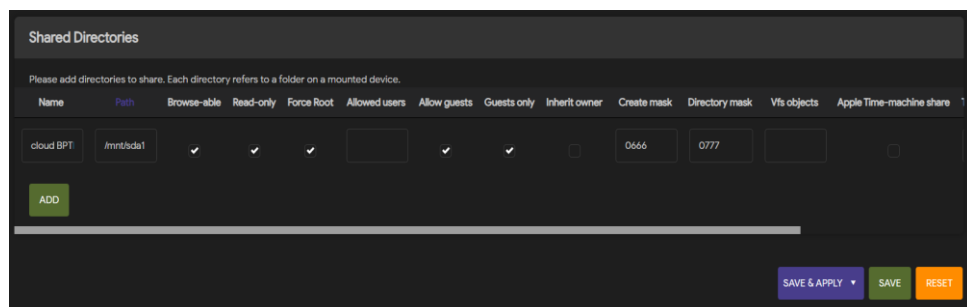 Shared Directories
Please add directories to share. Each directory refers to a folder on a mounted device.
Name Path Browse-able Read-only Force Root Allowed users Allow guests Guests only Inherit owner Create mask Directory mask Vfs objects Apple Time-machine share
cloud BPT /mnt/sda1 0666 0777
ADD
SAVE & APPLY SAVE RESET